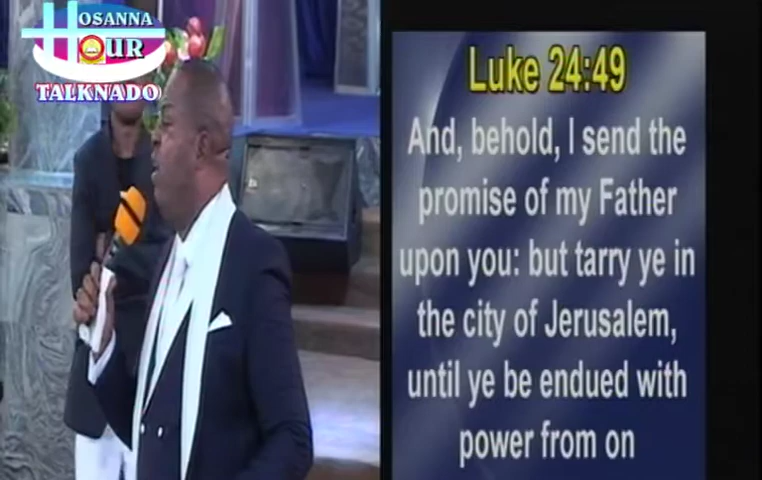 HOSANNA
HOUR
TALKNADO
Luke 24:49
And, behold, I send the
promise of my Father
upon you: but tarry ye in
the city of Jerusalem,
until ye be endued with
power from on